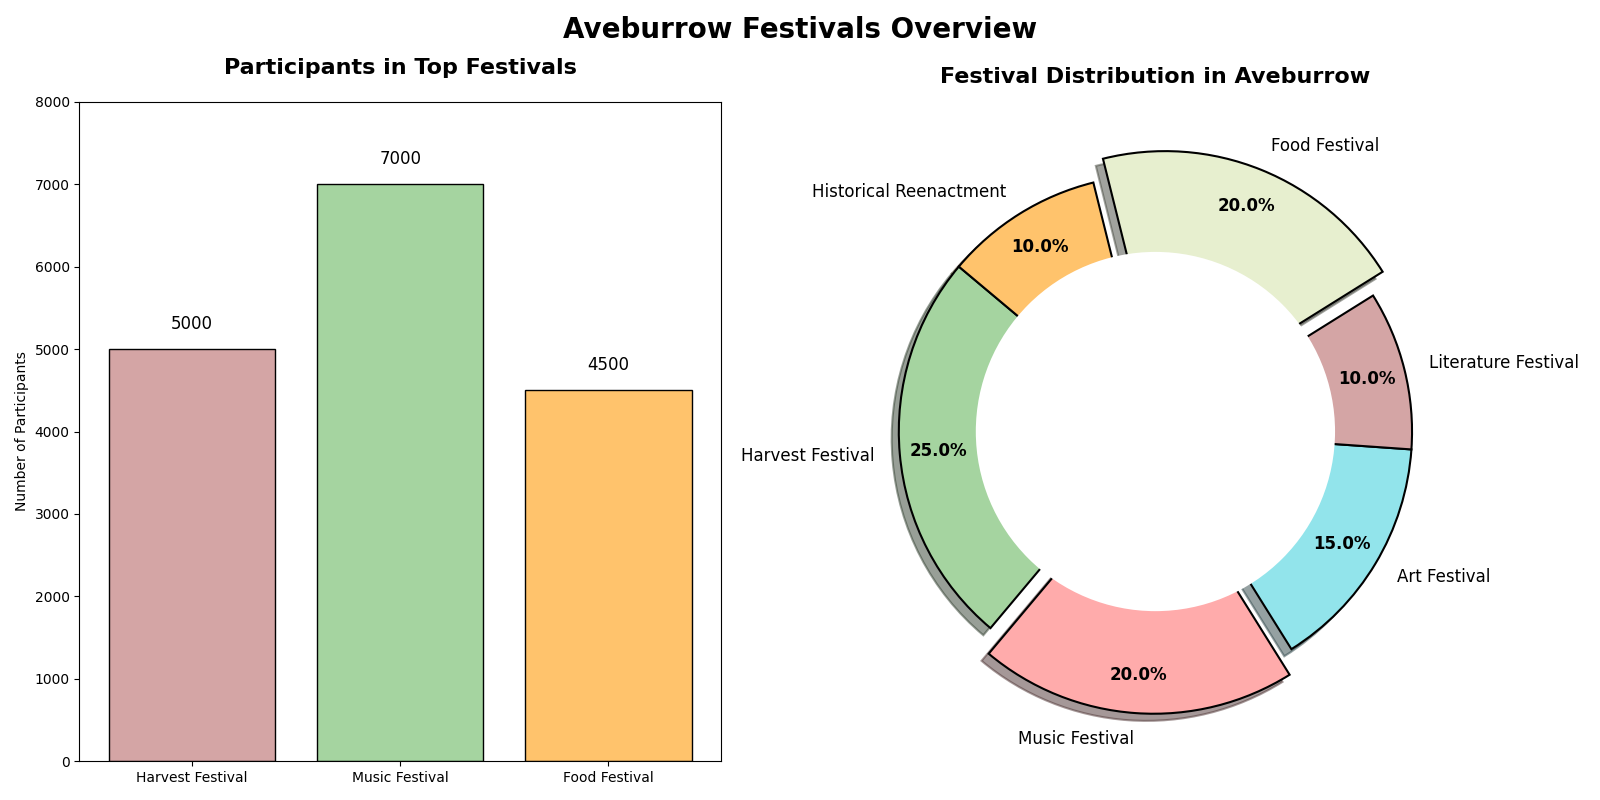 Aveburrow Festivals Overview
Participants in Top Festivals
Number of Participants
8000
7000
6000
5000
4000
3000
2000
1000
0
5000
7000
4500
Harvest Festival
Music Festival
Food Festival
Festival Distribution in Aveburrow
Food Festival
20.0%
Historical Reenactment
10.0%
Harvest Festival
25.0%
Music Festival
20.0%
Art Festival
15.0%
Literature Festival
10.0%